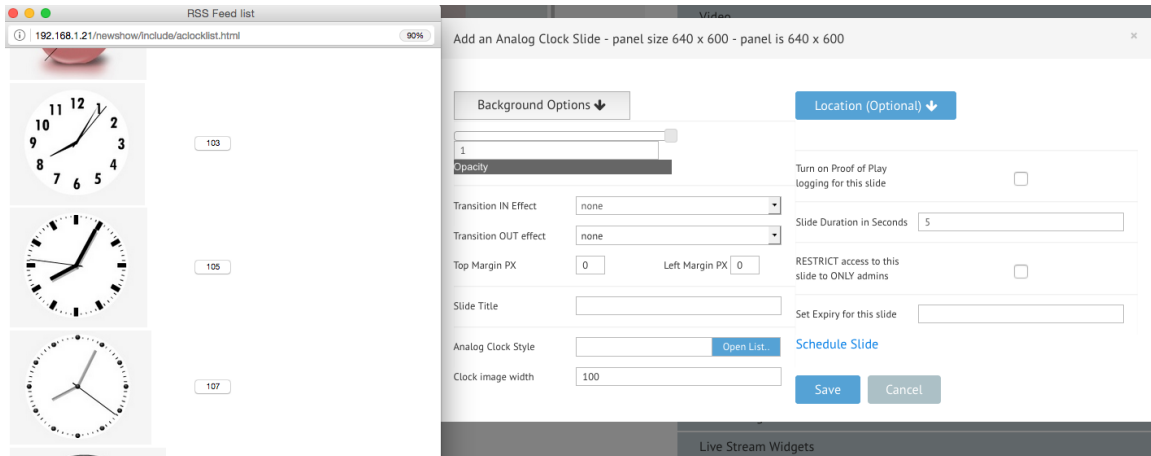 RSS Feed list
192.168.1.21/newshow/include/aclocklist.html
90%
11 12 1
10 2
9 3
8 4
7 6 5
103
105
107
Video
Add an Analog Clock Slide - panel size 640 x 600 - panel is 640 x 600
×
Background Options
1
Opacity
Transition IN Effect none
Transition OUT effect none
Top Margin PX 0 Left Margin PX 0
Slide Title
Analog Clock Style Open List..
Clock image width 100
Location (Optional)
Turn on Proof of Play
logging for this slide
Slide Duration in Seconds 5
RESTRICT access to this
slide to ONLY admins
Set Expiry for this slide
Schedule Slide
Save Cancel
Live Stream Widgets